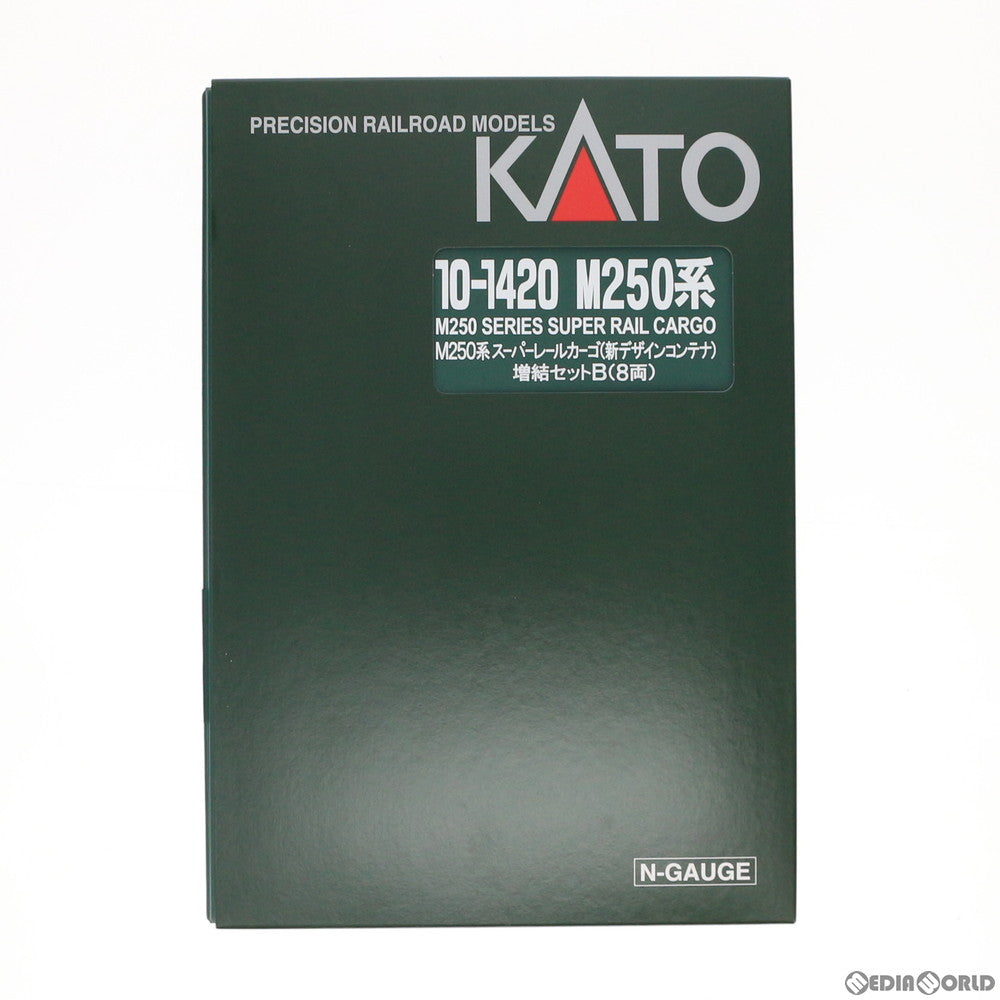 PRECISION RAILROAD MODELS
KATO
10-1420 M250系
M250 SERIES SUPER RAIL CARGO
M250系スーパーレールカーゴ(新デザインコンテナ)
増結セットB(8両)
N-GAUGE
MEDIAWORLD